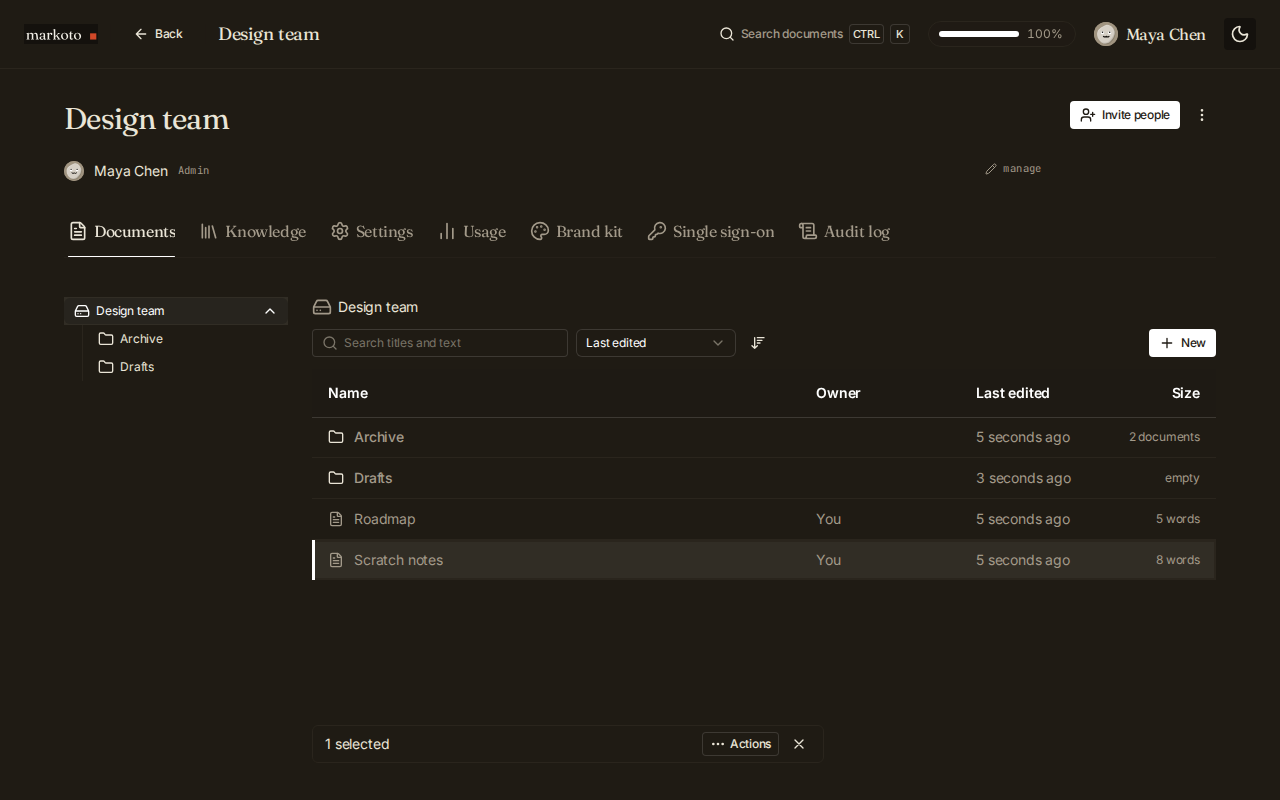 markoto
Back
Design team
Search documents CTRL K
100%
Maya Chen
Design team
Invite people
Maya Chen Admin
manage
Documents Knowledge Settings Usage Brand kit Single sign-on Audit log
Design team
Archive
Drafts
Design team
Search titles and text
Last edited
New
Name Owner Last edited Size
Archive 5 seconds ago 2 documents
Drafts 3 seconds ago empty
Roadmap You 5 seconds ago 5 words
Scratch notes You 5 seconds ago 8 words
1 selected
Actions